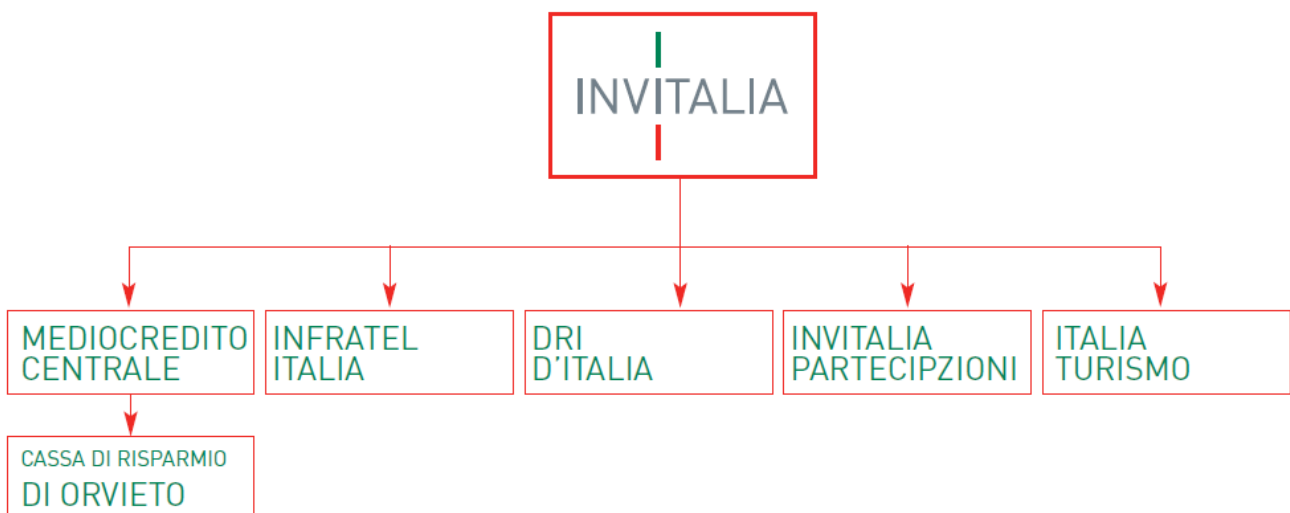 INVITALIA
MEDIOCREDITO
CENTRALE
INFRATEL
ITALIA
DRI
D'ITALIA
INVITALIA
PARTECIPZIONI
ITALIA
TURISMO
CASSA DI RISPARMIO
DI ORVIETO